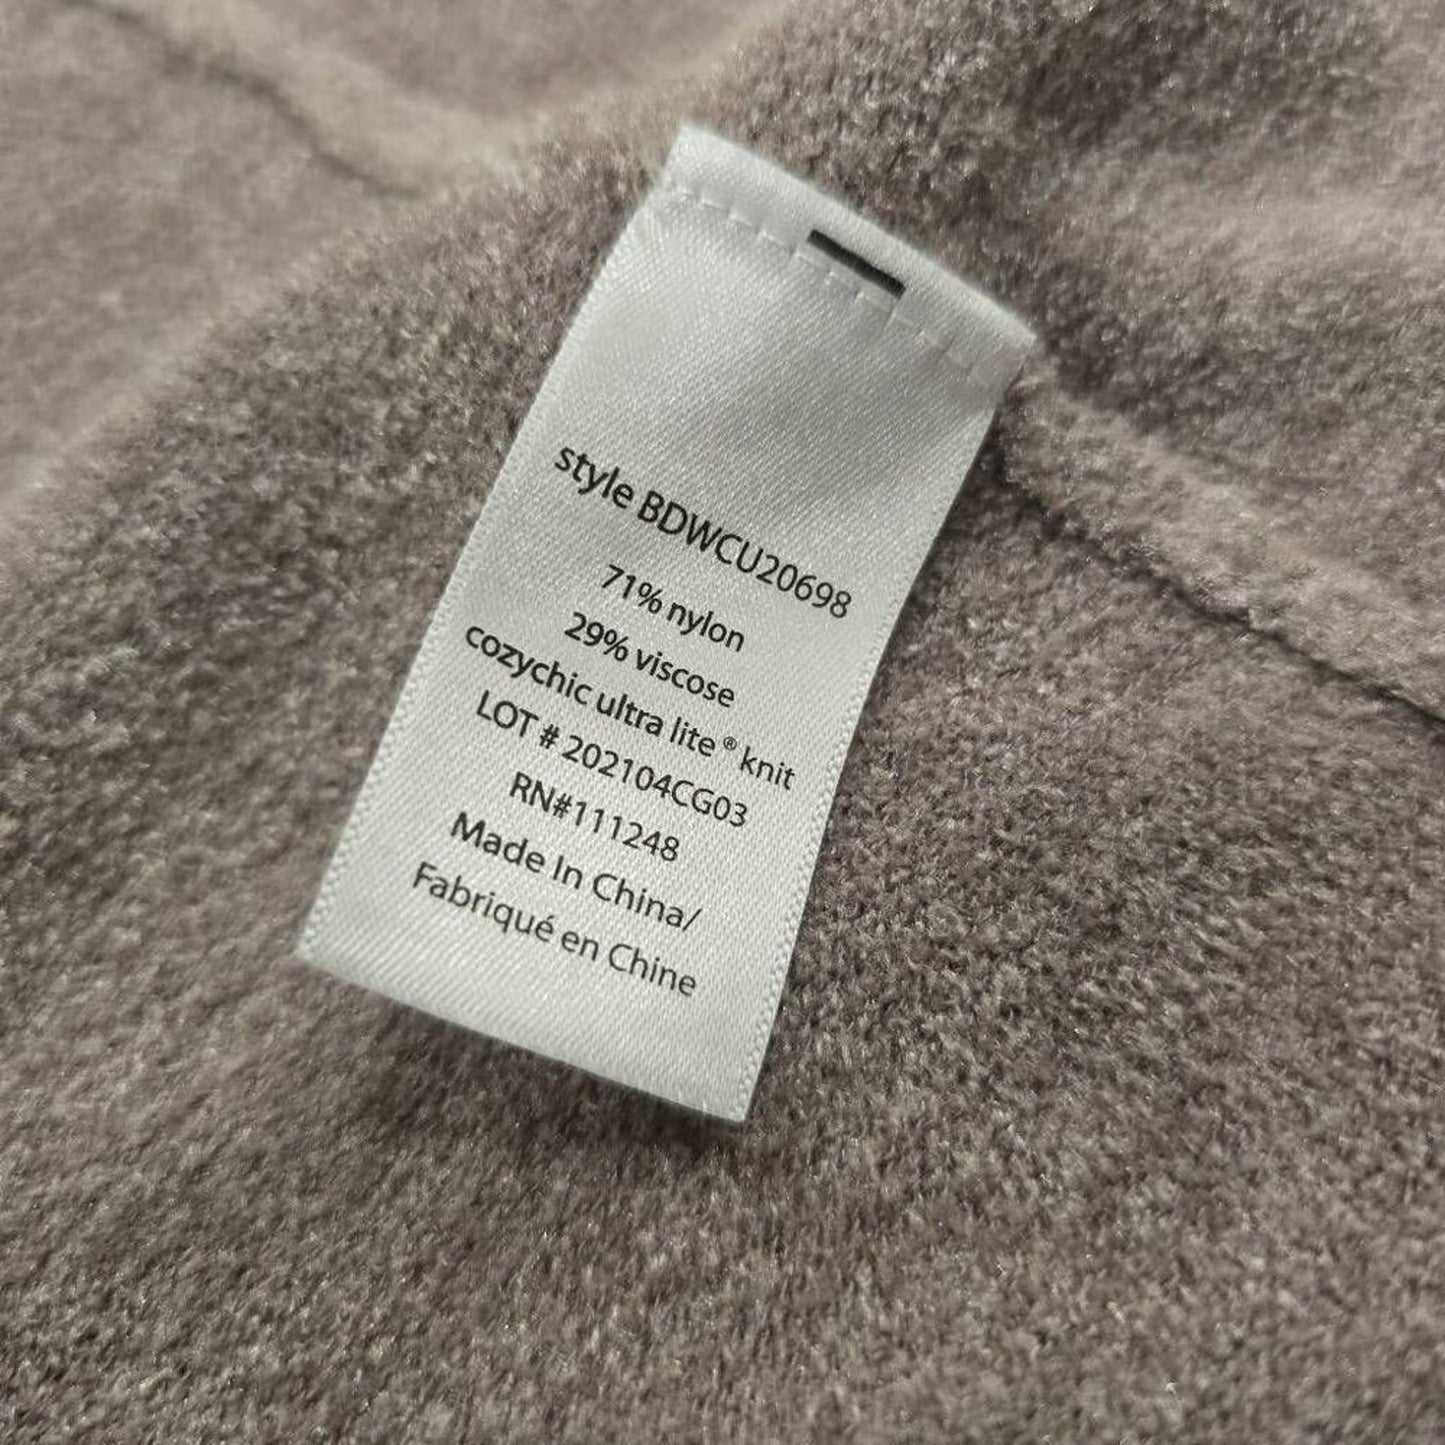 style BDWCU20698
71% nylon
29% viscose
cozychic ultra lite® knit
LOT # 202104CG03
RN#111248
Made In China/
Fabriqué en Chine